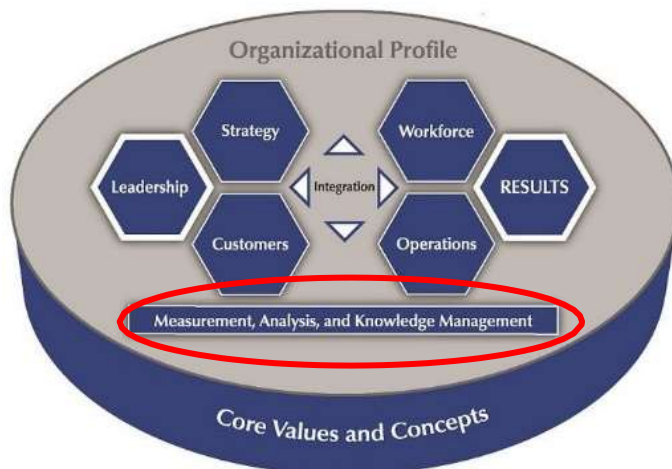 Organizational Profile
Strategy
Workforce
Leadership
Integration
RESULTS
Customers
Operations
Measurement, Analysis, and Knowledge Management
Core Values and Concepts